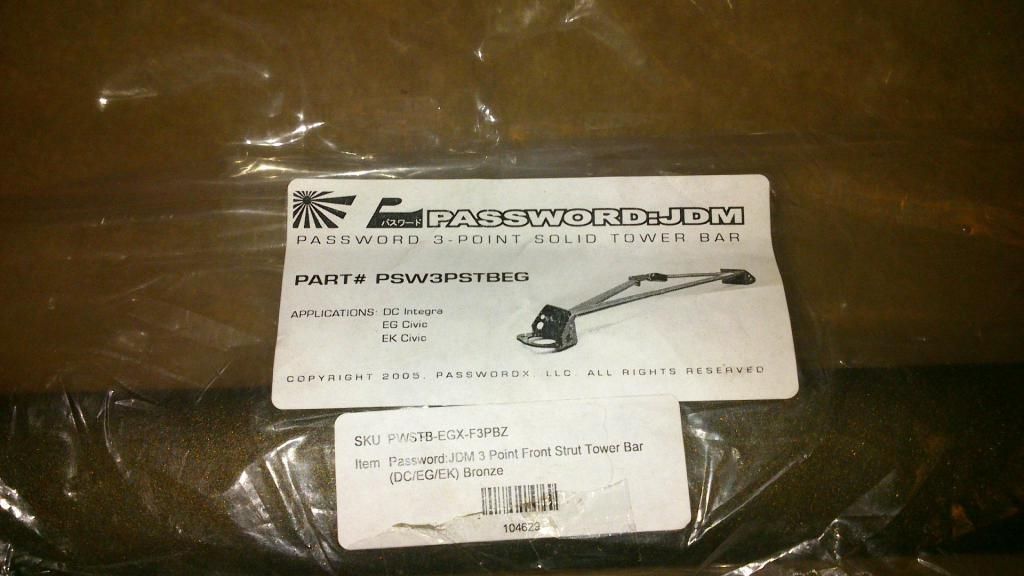 パスワード PASSWORD:JDM
PASSWORD 3-POINT SOLID TOWER BAR
PART# PSW3PSTBEG
APPLICATIONS: DC Integra
EG Civic
EK Civic
COPYRIGHT 2005, PASSWORDX, LLC. ALL RIGHTS RESERVED
SKU PWSTB-EGX-F3PBZ
Item Password:JDM 3 Point Front Strut Tower Bar
(DC/EG/EK) Bronze
104623